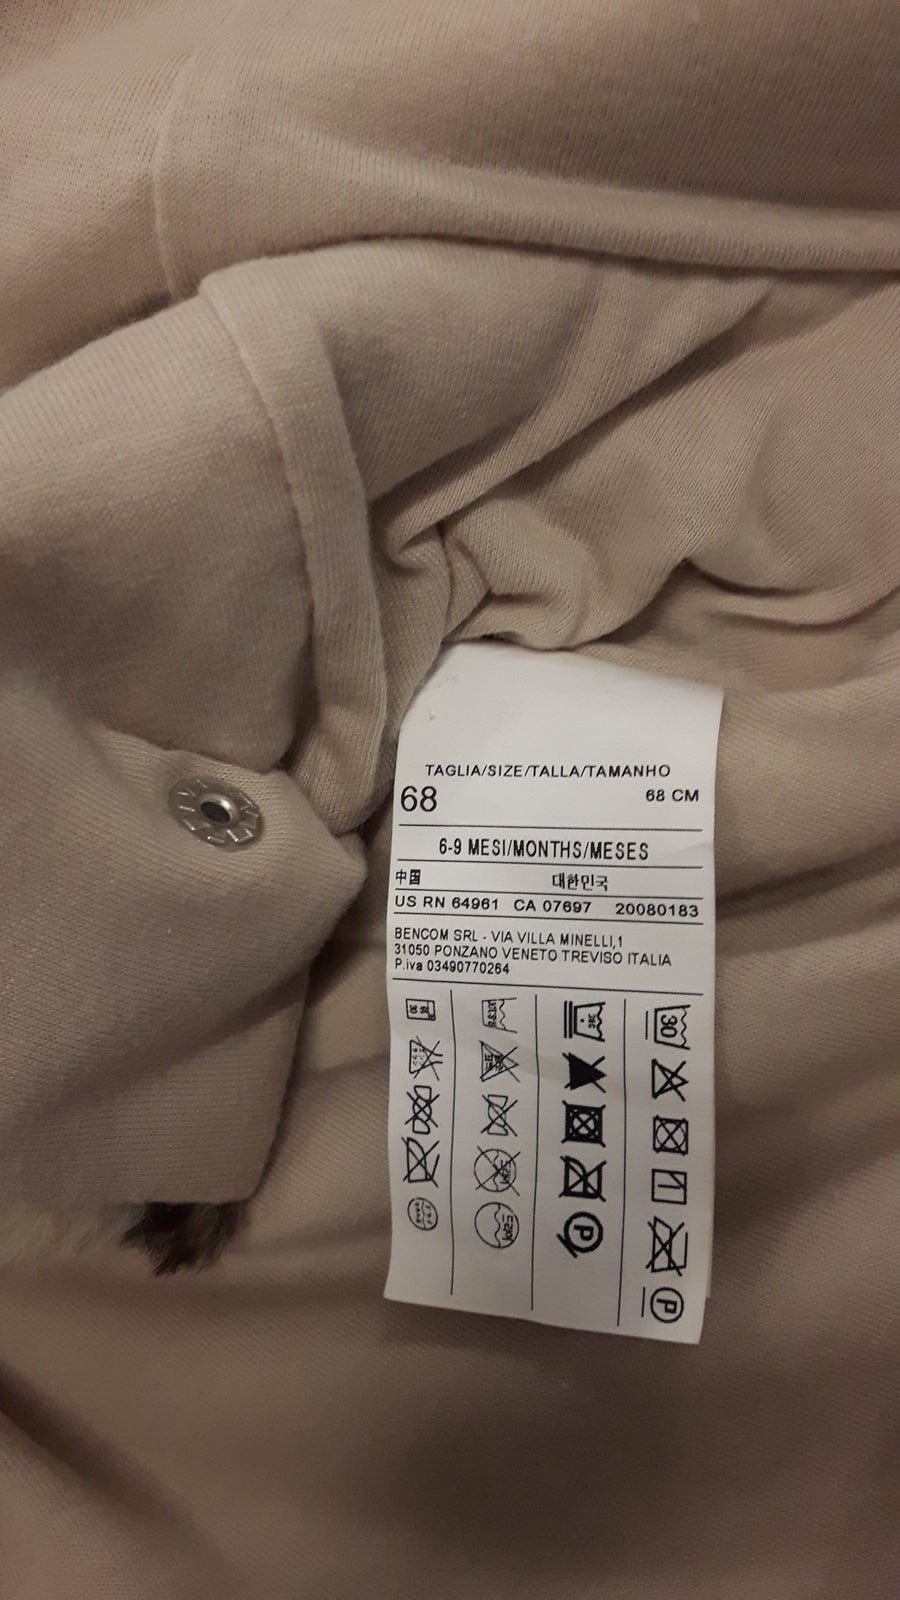 TAGLIA/SIZE/TALLA/TAMANHO
68 68 CM
6-9 MESI/MONTHS/MESES
中国 대한민국
US RN 64961 CA 07697 20080183
BENCOM SRL - VIA VILLA MINELLI,1
31050 PONZANO VENETO TREVISO ITALIA
P.iva 03490770264
30
P
P